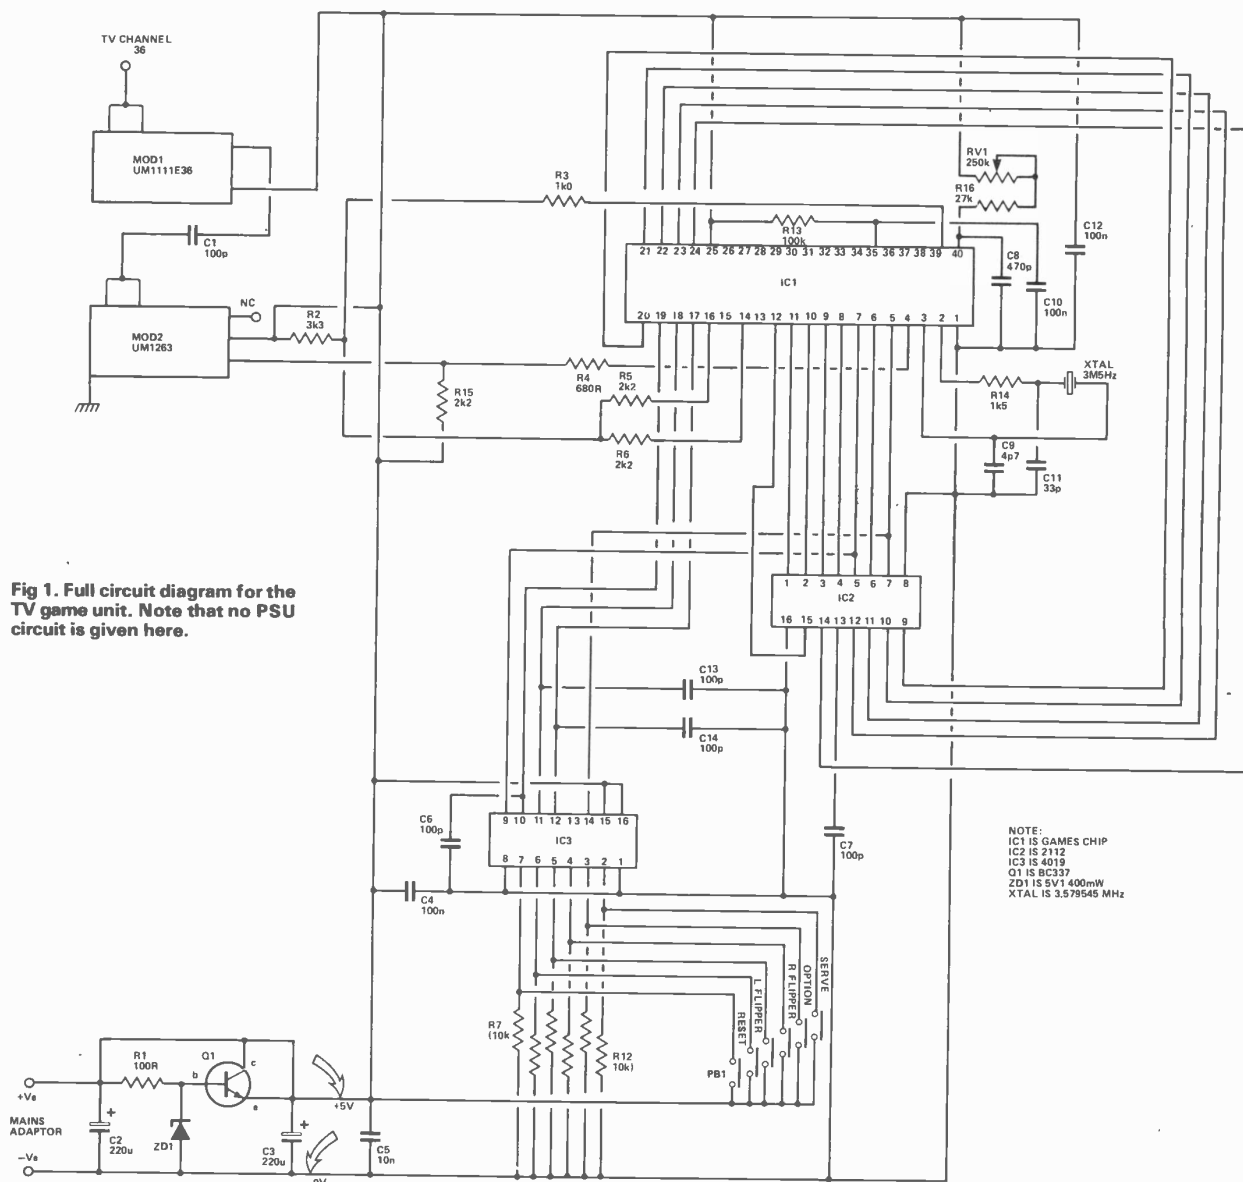 TV CHANNEL
36
MOD1
UM1111E36
C1
100p
MOD2
UM1263
NC
R2
3k3
R3
1k0
R15
2k2
R4
680R
R5
2k2
R6
2k2
R13
100k
RV1
250k
R16
27k
C12
100n
C8
470p
C10
100n
21 22 23 24 25 26 27 28 29 30 31 32 33 34 35 36 37 38 39 40
IC1
20 19 18 17 16 15 14 13 12 11 10 9 8 7 6 5 4 3 2 1
XTAL
3M5Hz
R14
1k5
C9
4p7
C11
33p
1 2 3 4 5 6 7 8
IC2
16 15 14 13 12 11 10 9
Fig 1. Full circuit diagram for the
TV game unit. Note that no PSU
circuit is given here.
C13
100p
C14
100p
C6
100p
9 10 11 12 13 14 15 16
IC3
8 7 6 5 4 3 2 1
C7
100p
C4
100n
NOTE:
IC1 IS GAMES CHIP
IC2 IS 2112
IC3 IS 4019
Q1 IS BC337
ZD1 IS 5V1 400mW
XTAL IS 3.579545 MHz
R7
(10k
R12
10k)
PB1
RESET
L FLIPPER
R FLIPPER
OPTION
SERVE
R1
100R
Q1
b
c
e
+Ve
MAINS
ADAPTOR
-Ve
+
C2
220u
ZD1
+
C3
220u
+5V
0V
C5
10n